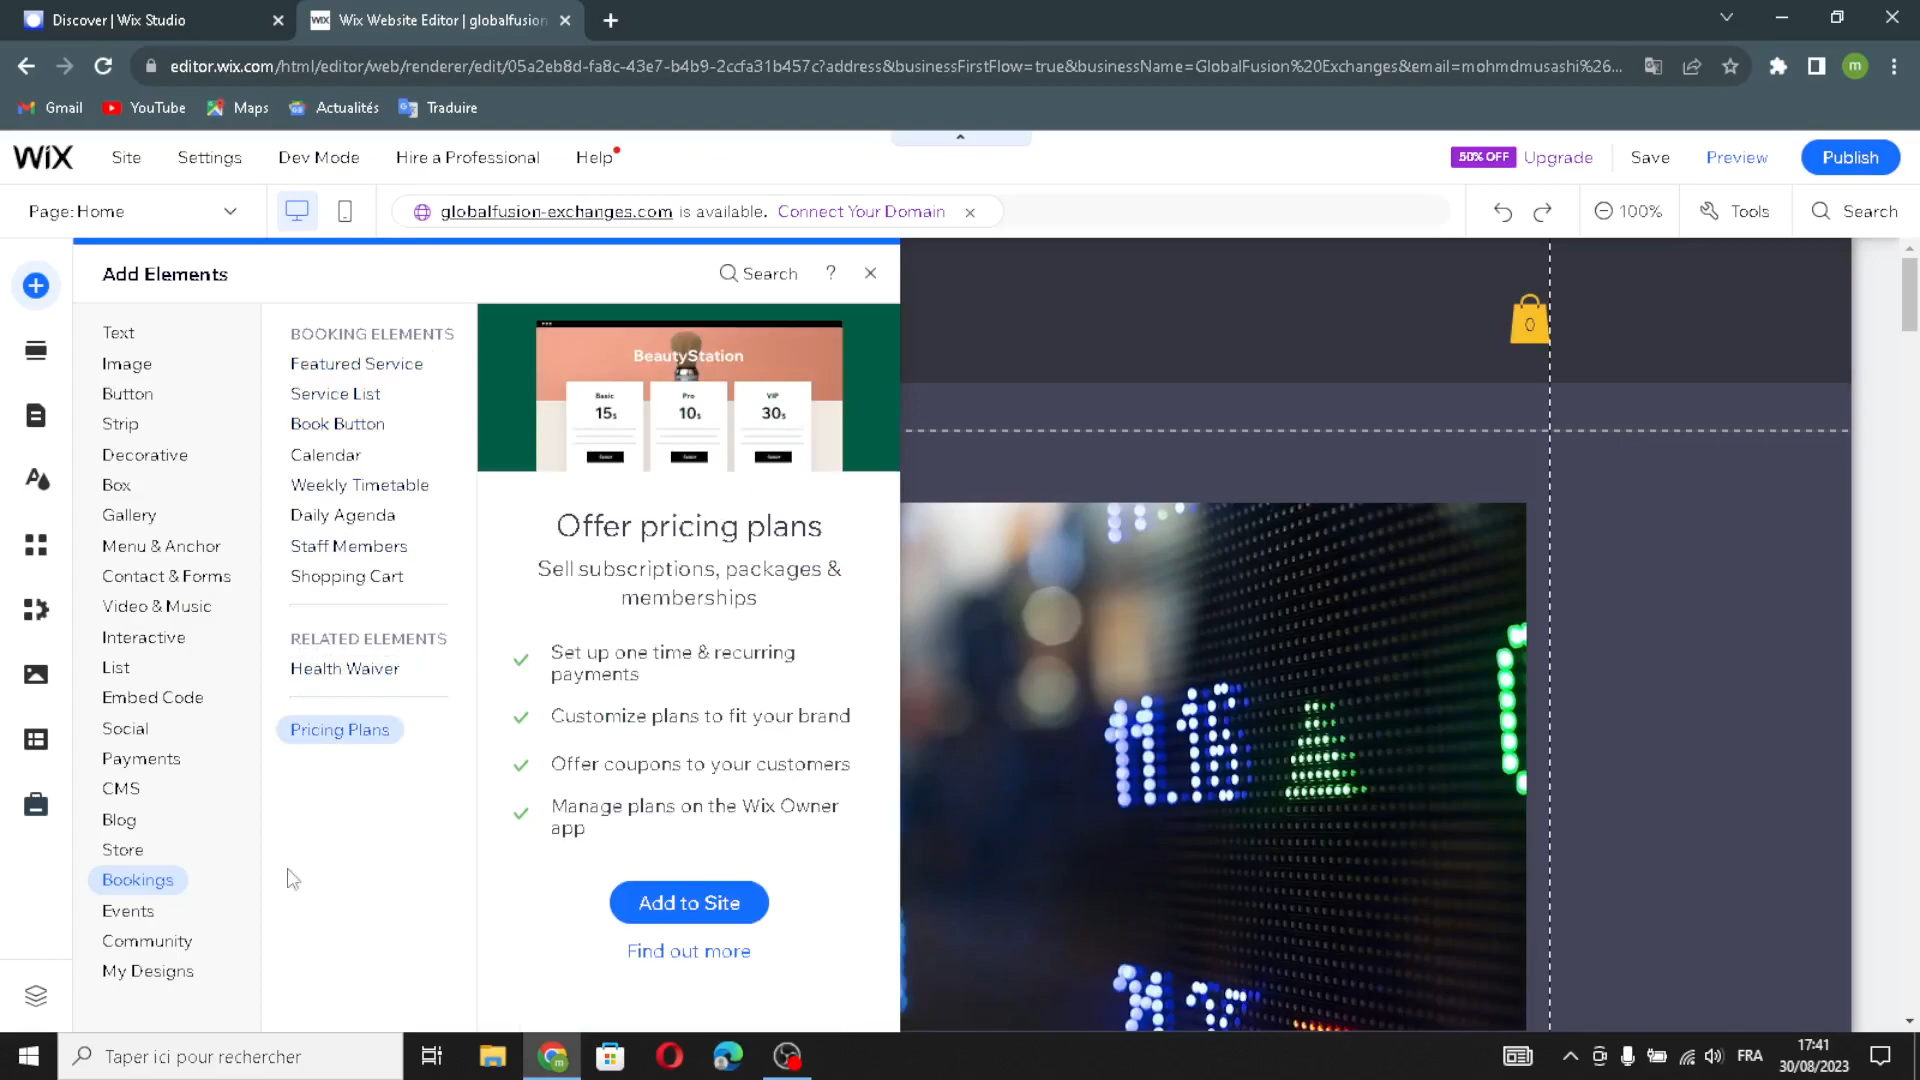 Discover | Wix Studio
Wix Website Editor | globalfusion
editor.wix.com/html/editor/web/renderer/edit/05a2eb8d-fa8c-43e7-b4b9-2ccfa31b457c?address&businessFirstFlow=true&businessName=GlobalFusion%20Exchanges&email=mohmdmusashi%26...
m
Gmail
YouTube
Maps
Actualités
Traduire
WiX
Site
Settings
Dev Mode
Hire a Professional
Help
50% OFF
Upgrade
Save
Preview
Publish
Page: Home
globalfusion-exchanges.com is available. Connect Your Domain
100%
Tools
Search
Add Elements
Search
?
Text
Image
Button
Strip
Decorative
Box
Gallery
Menu & Anchor
Contact & Forms
Video & Music
Interactive
List
Embed Code
Social
Payments
CMS
Blog
Store
Bookings
Events
Community
My Designs
BOOKING ELEMENTS
Featured Service
Service List
Book Button
Calendar
Weekly Timetable
Daily Agenda
Staff Members
Shopping Cart
RELATED ELEMENTS
Health Waiver
Pricing Plans
BeautyStation
Basic
15s
Pro
10s
VIP
30s
Offer pricing plans
Sell subscriptions, packages &
memberships
Set up one time & recurring
payments
Customize plans to fit your brand
Offer coupons to your customers
Manage plans on the Wix Owner
app
Add to Site
Find out more
0
Taper ici pour rechercher
FRA
17:41
30/08/2023